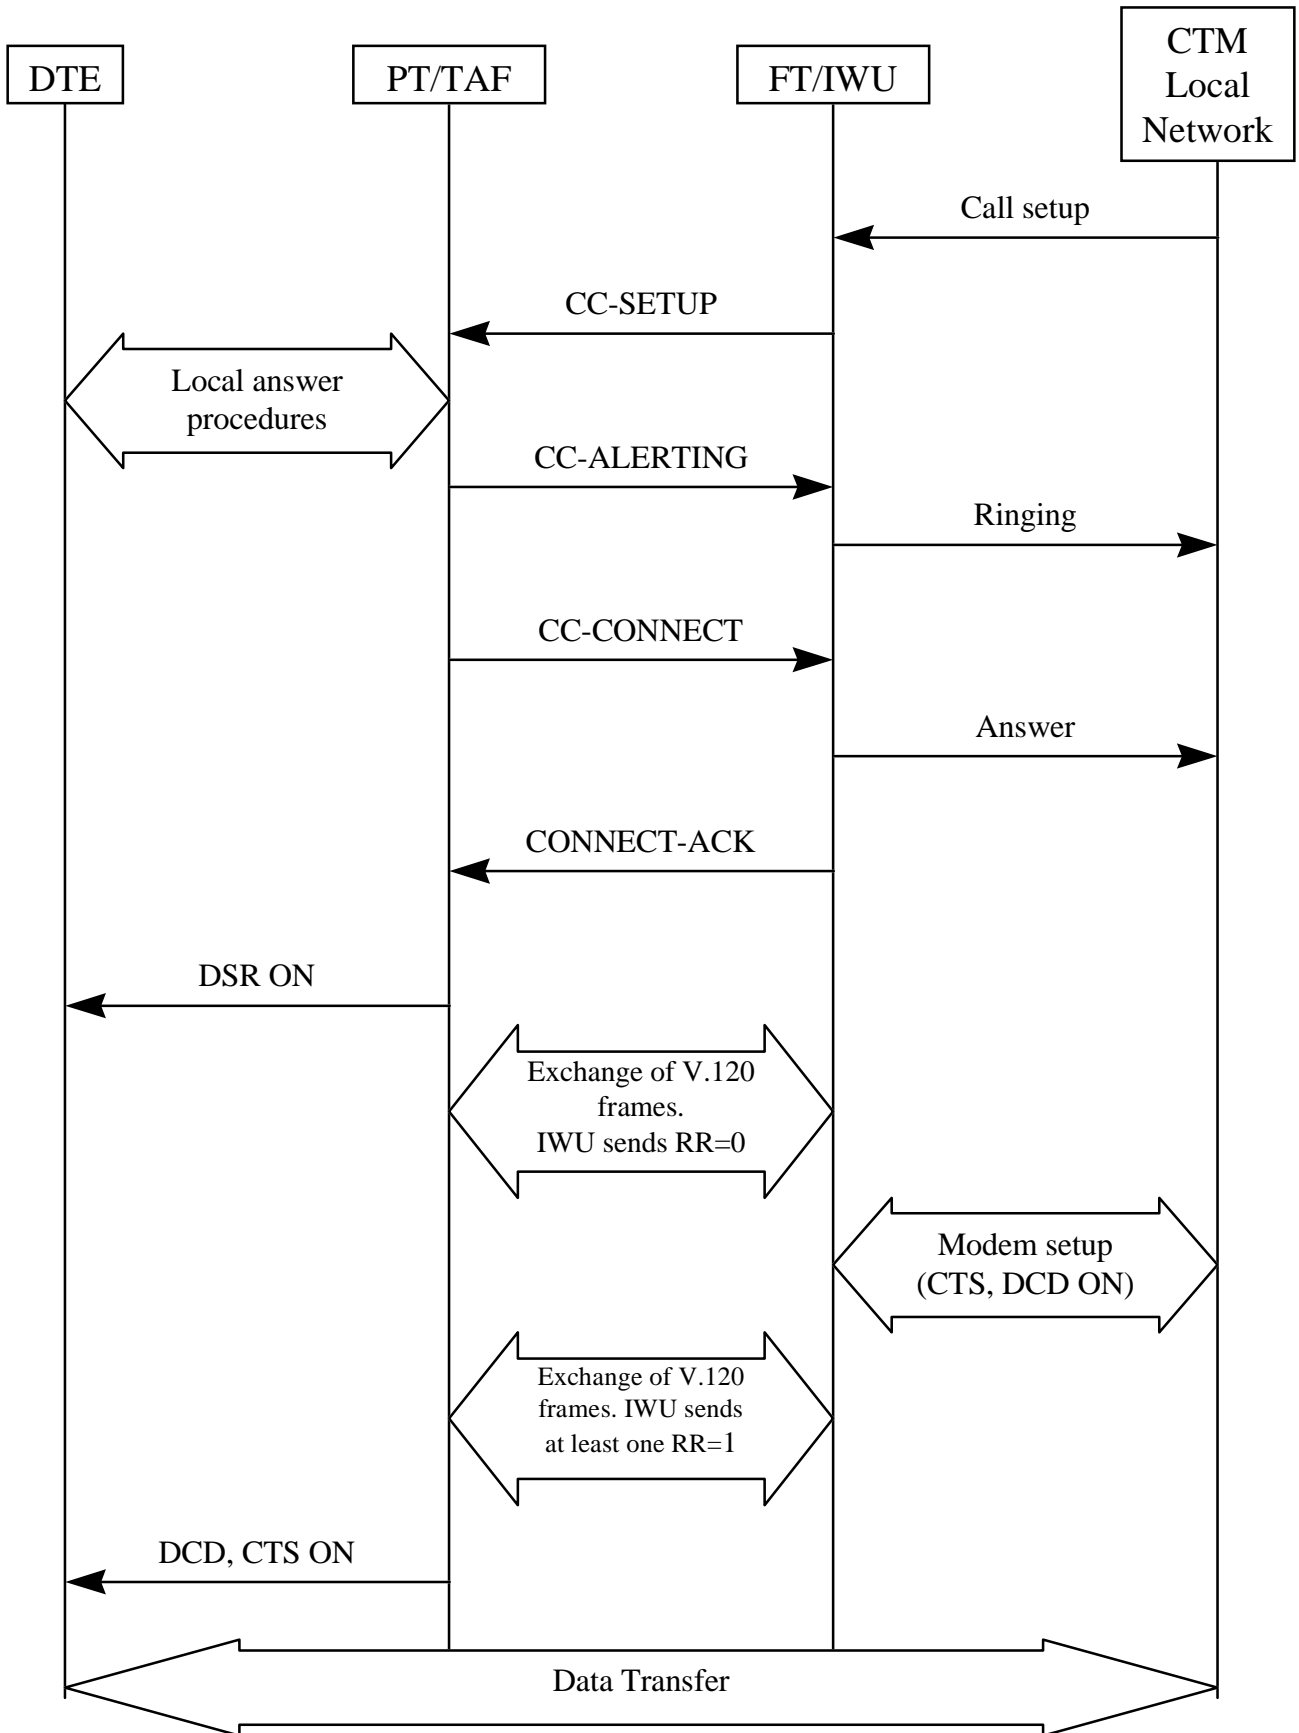 DTE
PT/TAF
FT/IWU
CTM
Local
Network
Call setup
CC-SETUP
Local answer
procedures
CC-ALERTING
Ringing
CC-CONNECT
Answer
CONNECT-ACK
DSR ON
Exchange of V.120
frames.
IWU sends RR=0
Modem setup
(CTS, DCD ON)
Exchange of V.120
frames. IWU sends
at least one RR=1
DCD, CTS ON
Data Transfer